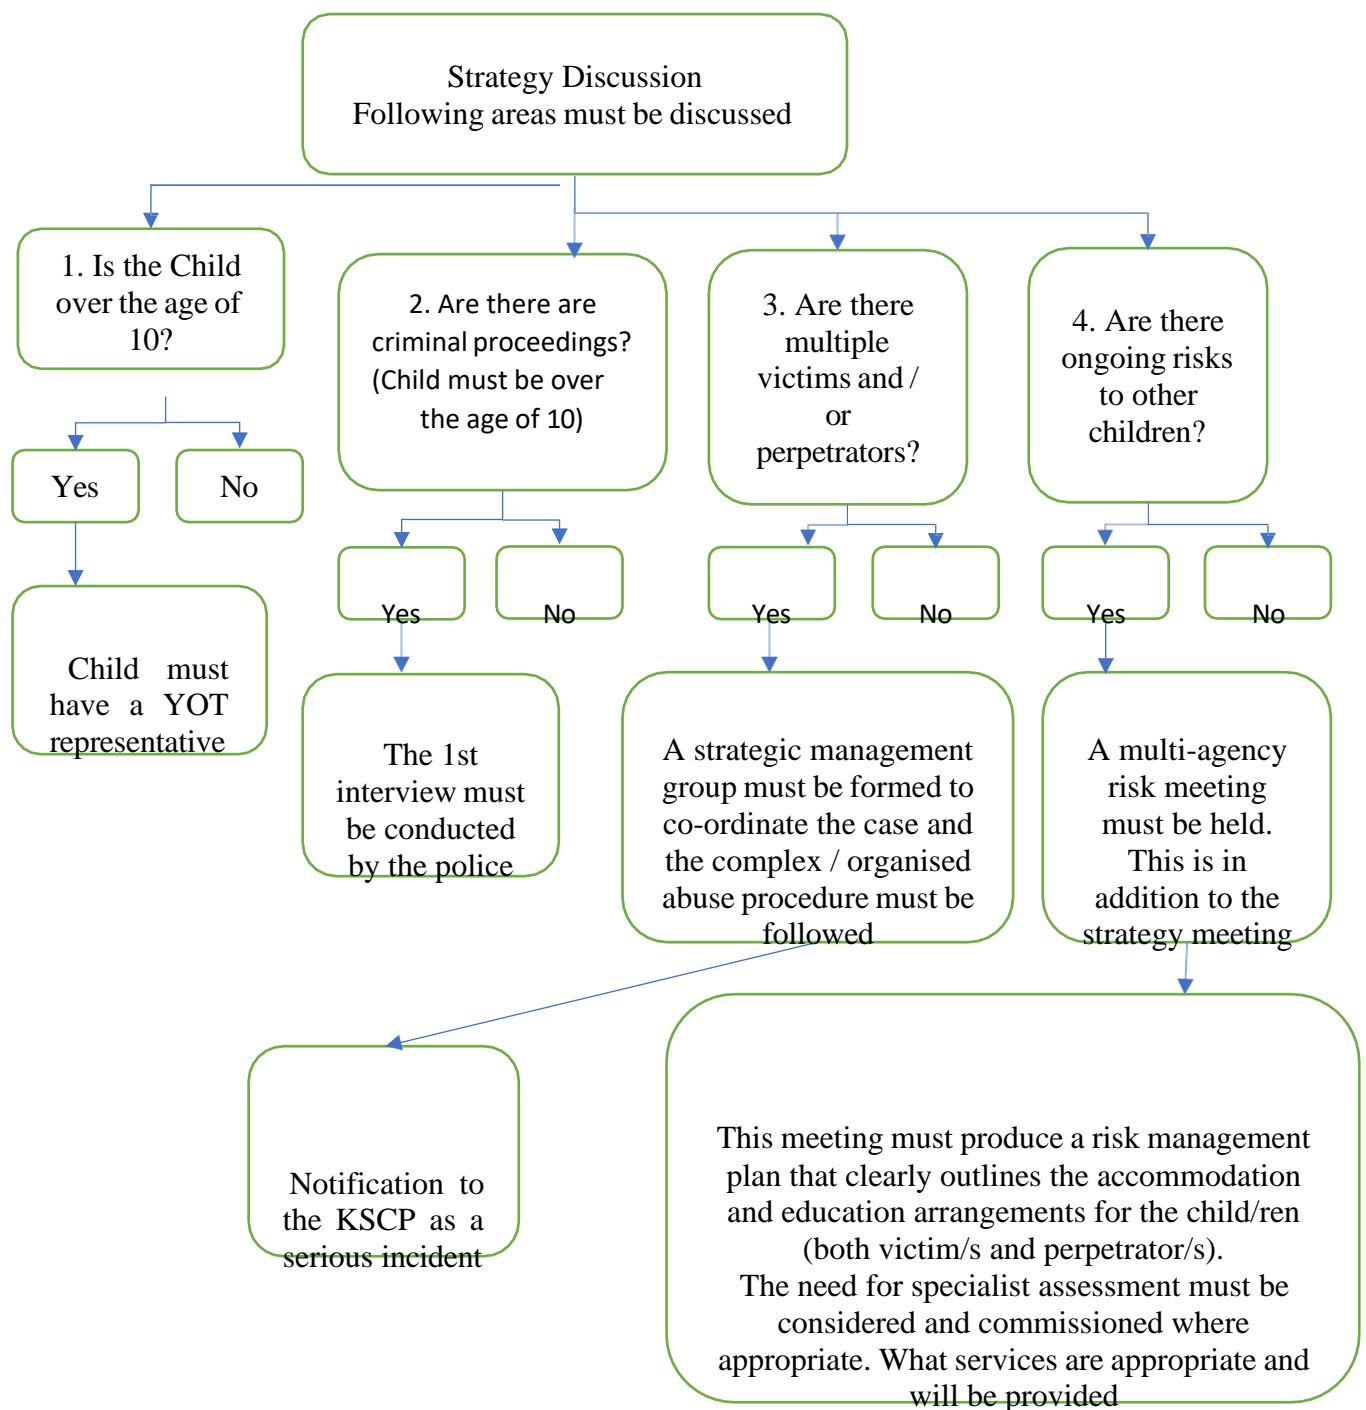 Strategy Discussion
Following areas must be discussed
1. Is the Child
over the age of
10?
2. Are there are
criminal proceedings?
(Child must be over
the age of 10)
3. Are there
multiple
victims and /
or
perpetrators?
4. Are there
ongoing risks
to other
children?
Yes
No
Yes
No
Yes
No
Yes
No
Child must
have a YOT
representative
The 1st
interview must
be conducted
by the police
A strategic management
group must be formed to
co-ordinate the case and
the complex / organised
abuse procedure must be
followed
A multi-agency
risk meeting
must be held.
This is in
addition to the
strategy meeting
Notification to
the KSCP as a
serious incident
This meeting must produce a risk management
plan that clearly outlines the accommodation
and education arrangements for the child/ren
(both victim/s and perpetrator/s).
The need for specialist assessment must be
considered and commissioned where
appropriate. What services are appropriate and
will be provided